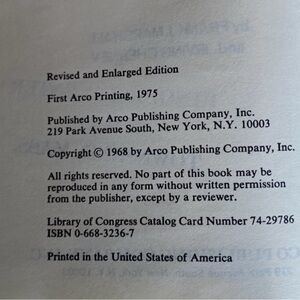 Revised and Enlarged Edition
First Arco Printing, 1975
Published by Arco Publishing Company, Inc.
219 Park Avenue South, New York, N.Y. 10003
Copyright © 1968 by Arco Publishing Company, Inc.
All rights reserved. No part of this book may be
reproduced in any form without written permission
from the publisher, except by a reviewer.
Library of Congress Catalog Card Number 74-29786
ISBN 0-668-3236-7
Printed in the United States of America